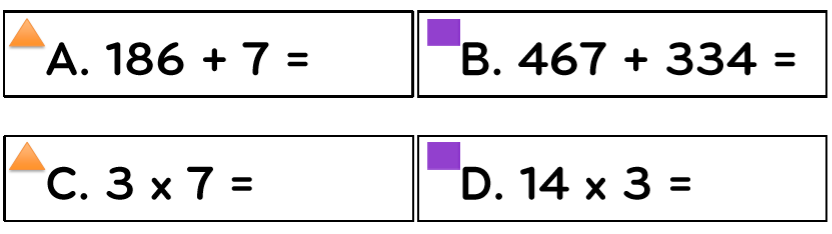 A. 186 + 7 =
B. 467 + 334 =
C. 3 x 7 =
D. 14 x 3 =